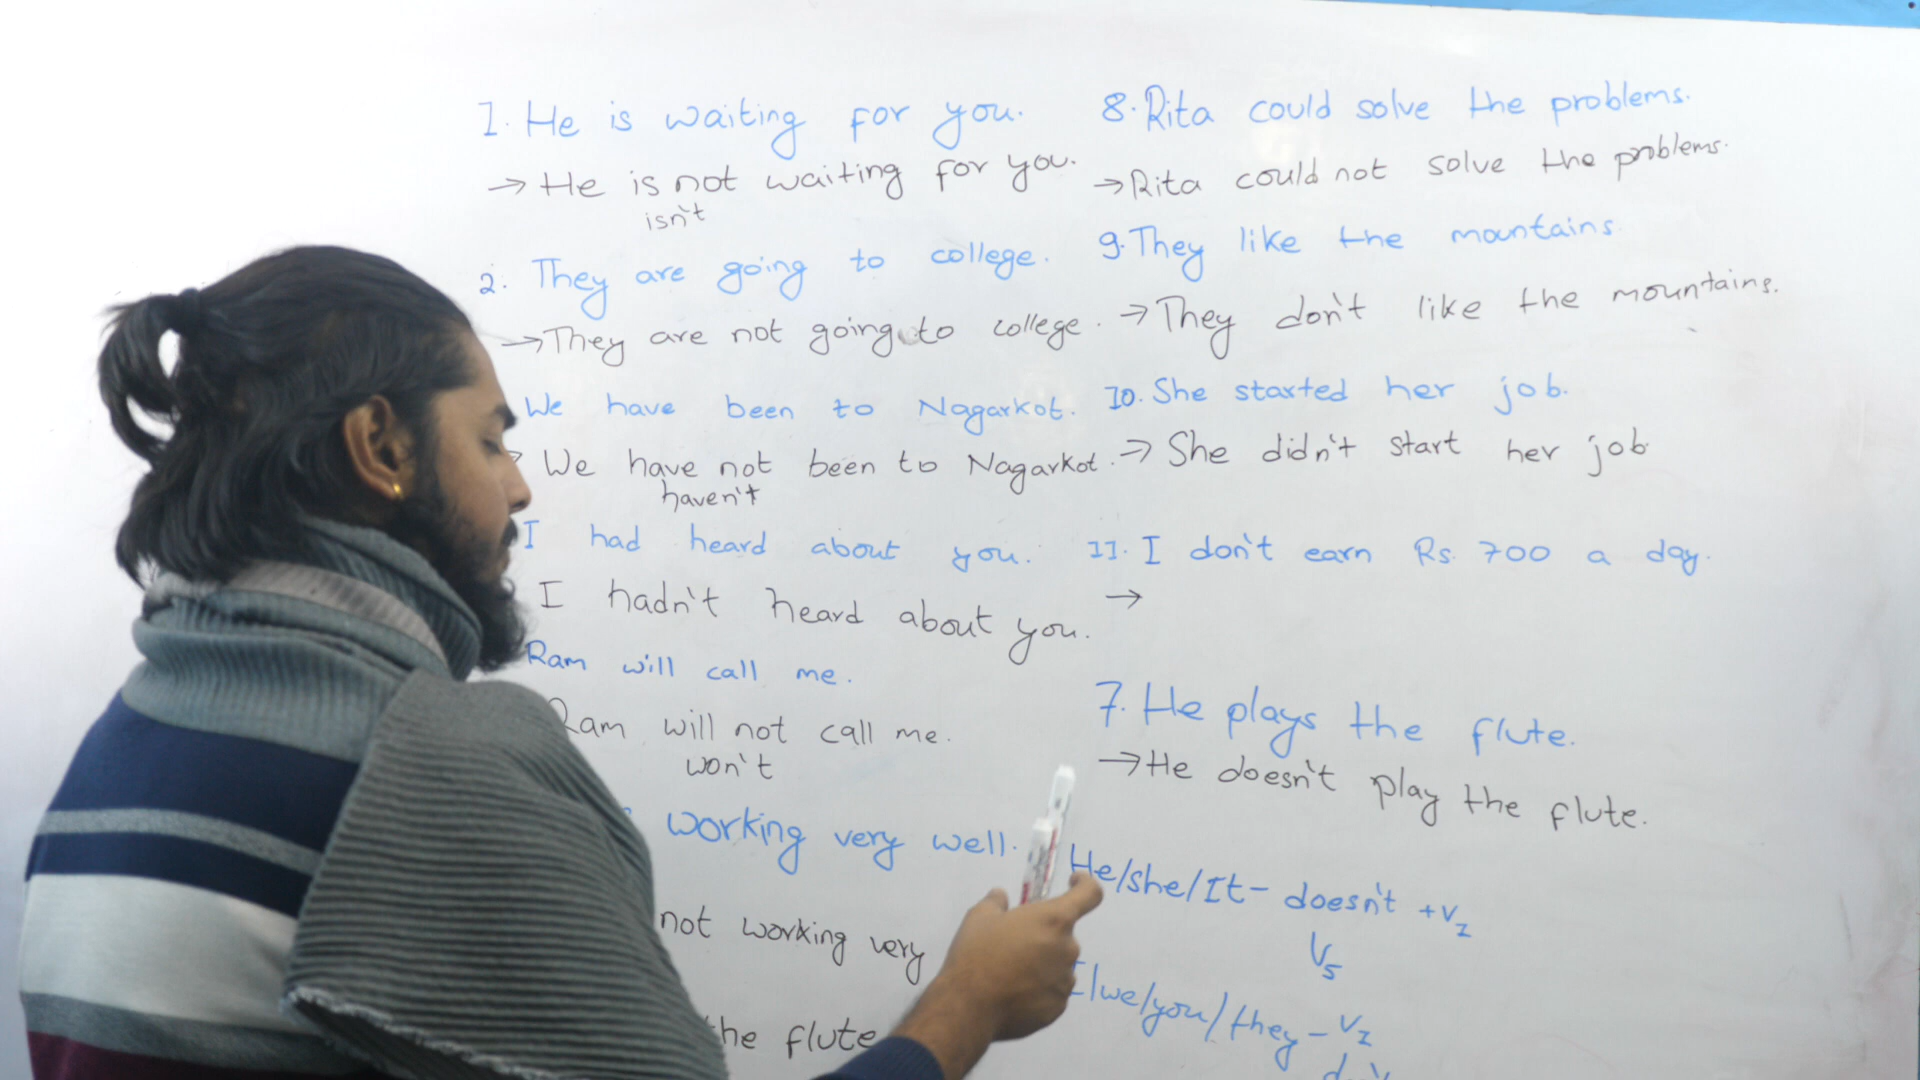 1. He is waiting for you.
→ He is not waiting for you.
isn't
2. They are going to college.
→ They are not going to college.
We have been to Nagarkot.
We have not been to Nagarkot.
haven't
I had heard about you.
I hadn't heard about you.
Ram will call me.
Ram will not call me.
won't
working very well.
not working very
the flute
8. Rita could solve the problems.
→ Rita could not solve the problems.
9. They like the mountains.
→ They don't like the mountains.
10. She started her job.
→ She didn't start her job
11. I don't earn Rs. 700 a day.
→
7. He plays the flute.
→ He doesn't play the flute.
He/she/It - doesn't + V1
V5
I/we/you/they - V1